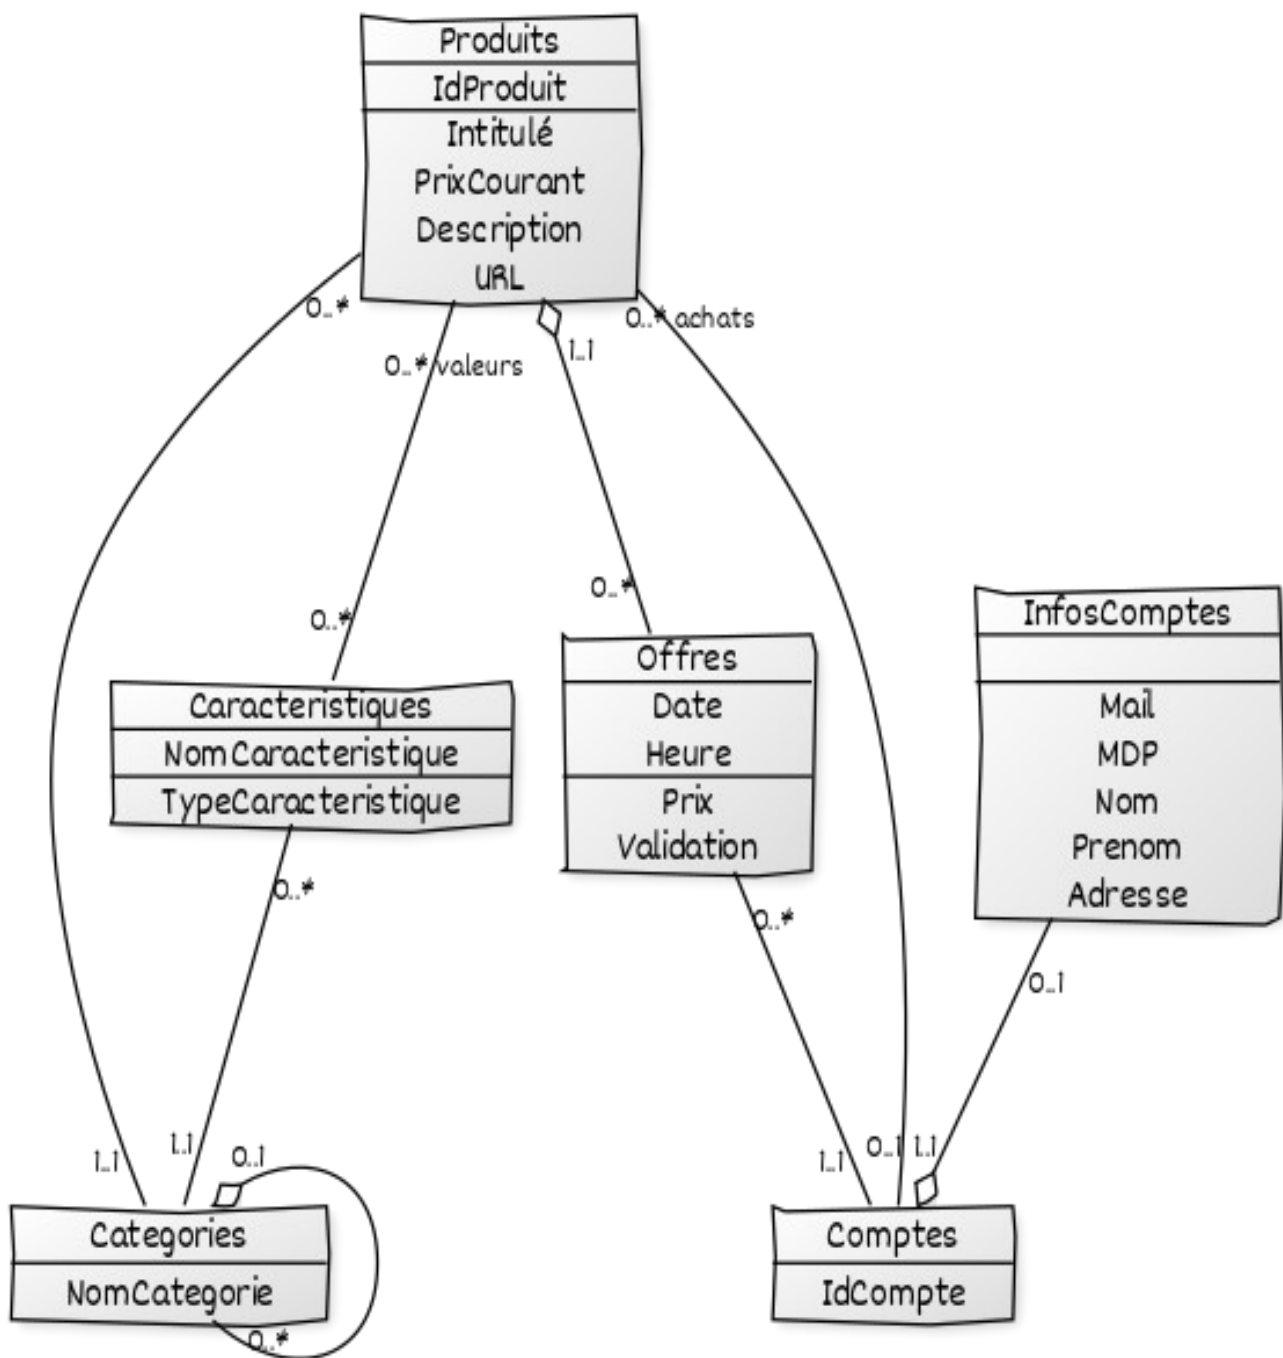 Produits
IdProduit
Intitulé
PrixCourant
Description
URL
0..*
0..* achats
1..1
0..* valeurs
0..*
0..*
InfosComptes
Mail
MDP
Nom
Prenom
Adresse
Offres
Date
Heure
Prix
Validation
Caracteristiques
NomCaracteristique
TypeCaracteristique
0..*
0..*
0..1
1..1
1..1
0..1
1..1
0..1
1..1
Categories
NomCategorie
0..*
Comptes
IdCompte